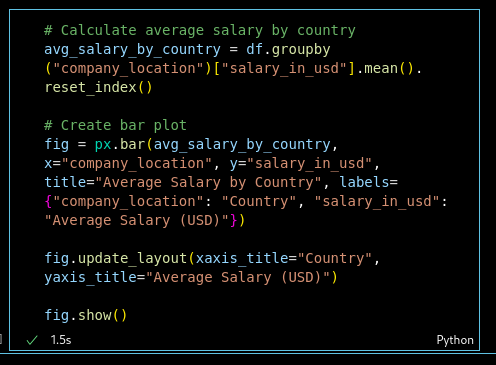 # Calculate average salary by country
avg_salary_by_country = df.groupby
("company_location")["salary_in_usd"].mean().
reset_index()
# Create bar plot
fig = px.bar(avg_salary_by_country,
x="company_location", y="salary_in_usd",
title="Average Salary by Country", labels=
{"company_location": "Country", "salary_in_usd":
"Average Salary (USD)"})
fig.update_layout(xaxis_title="Country",
yaxis_title="Average Salary (USD)")
fig.show()
✓ 1.5s Python